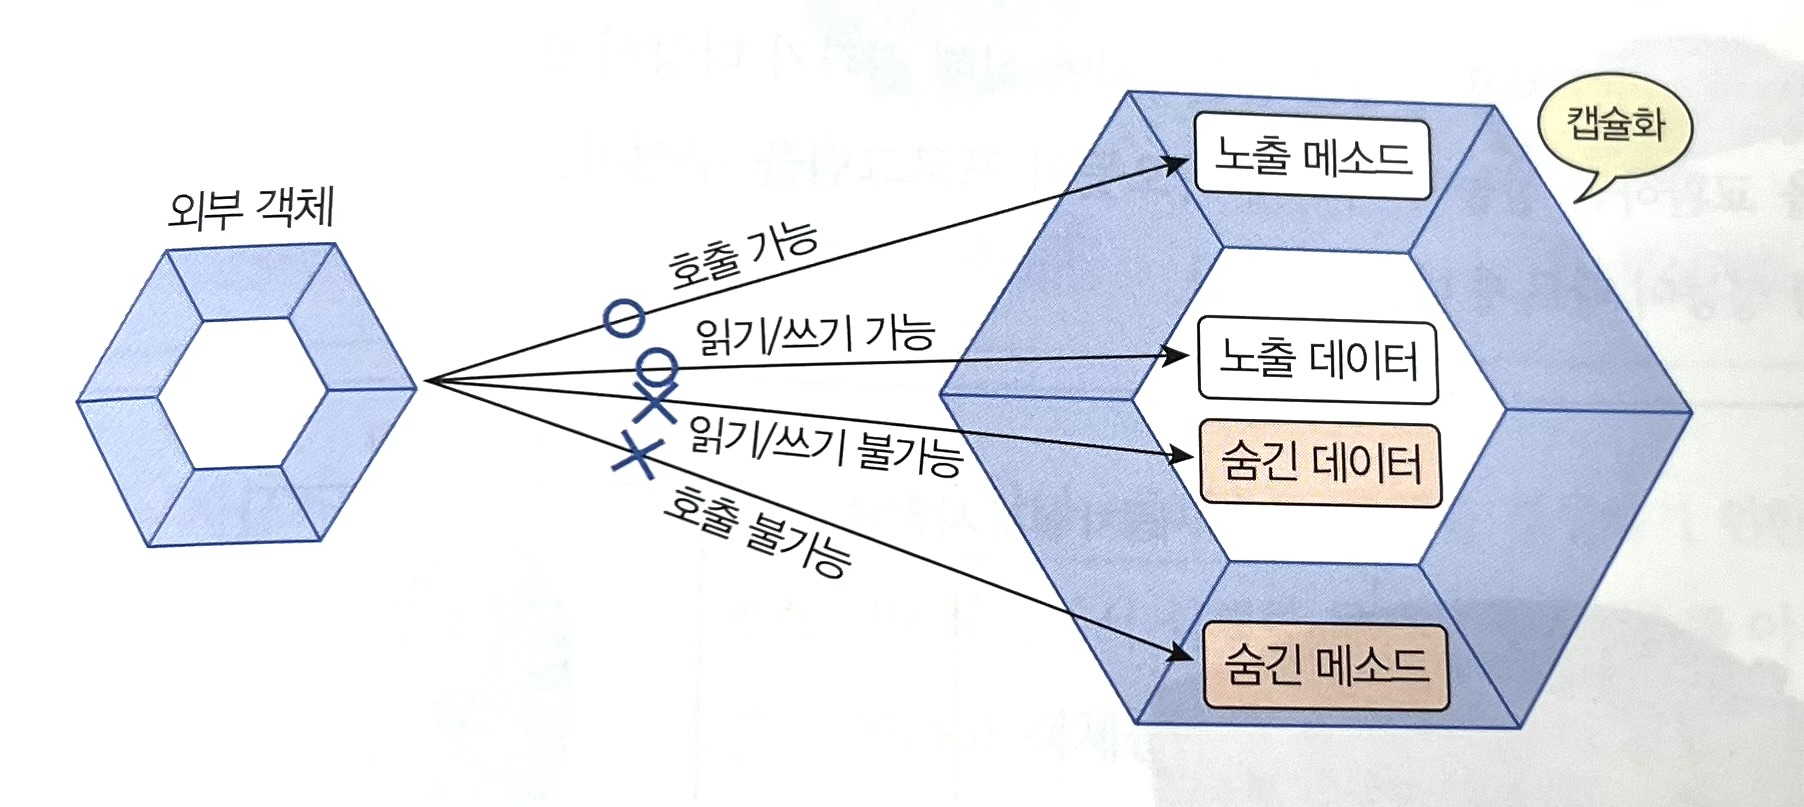 캡슐화
노출 메소드
외부 객체
호출 가능
읽기/쓰기 가능
노출 데이터
읽기/쓰기 불가능
숨긴 데이터
호출 불가능
숨긴 메소드